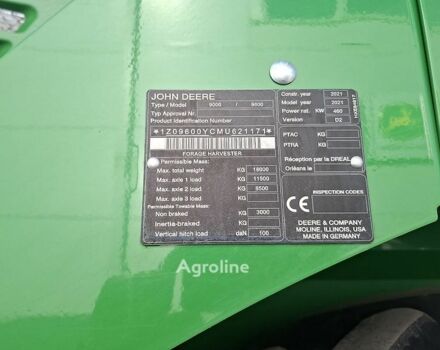 JOHN DEERE
Type / Model 9000 / 9600
Typ Approval Nr.
Product Identification Number
*1Z09600YCMU621171*
FORAGE HARVESTER
Permissible Mass:
Max. total weight KG 18000
Max. axle 1 load KG 11500
Max. axle 2 load KG 8500
Max. axle 3 load KG
Permissible Towable Mass:
Non braked KG 3000
Inertia-braked KG
Vertical hitch load daN 100
Constr. year 2021
Model year 2021
Power rat. KW 460
Version D2
PTAC KG
PTRA KG
Réception par la DREAL
Orléans le
INSPECTION CODES
CE
DEERE & COMPANY
MOLINE, ILLINOIS, USA
MADE IN GERMANY
Agroline